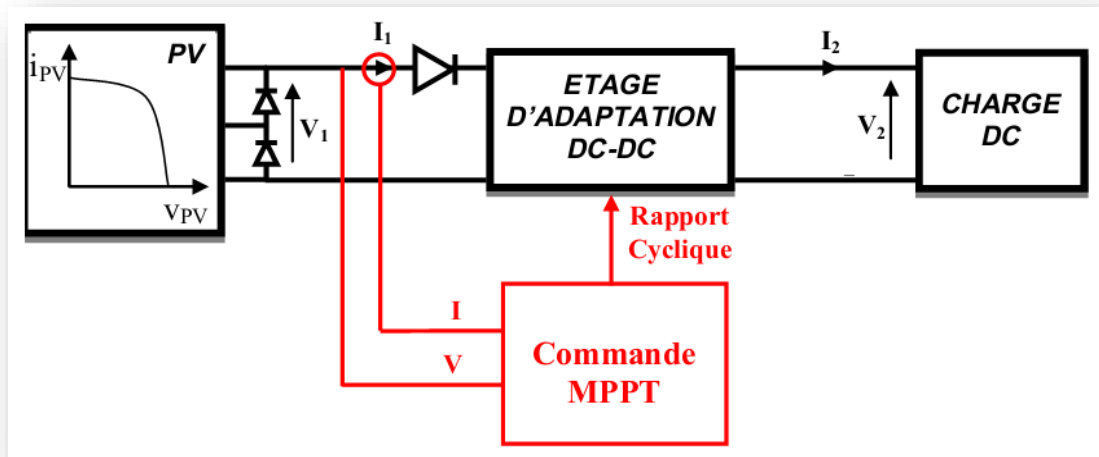 PV
iPV
vPV
I1
V1
ETAGE
D'ADAPTATION
DC-DC
I2
V2
CHARGE
DC
Rapport
Cyclique
I
V
Commande
MPPT